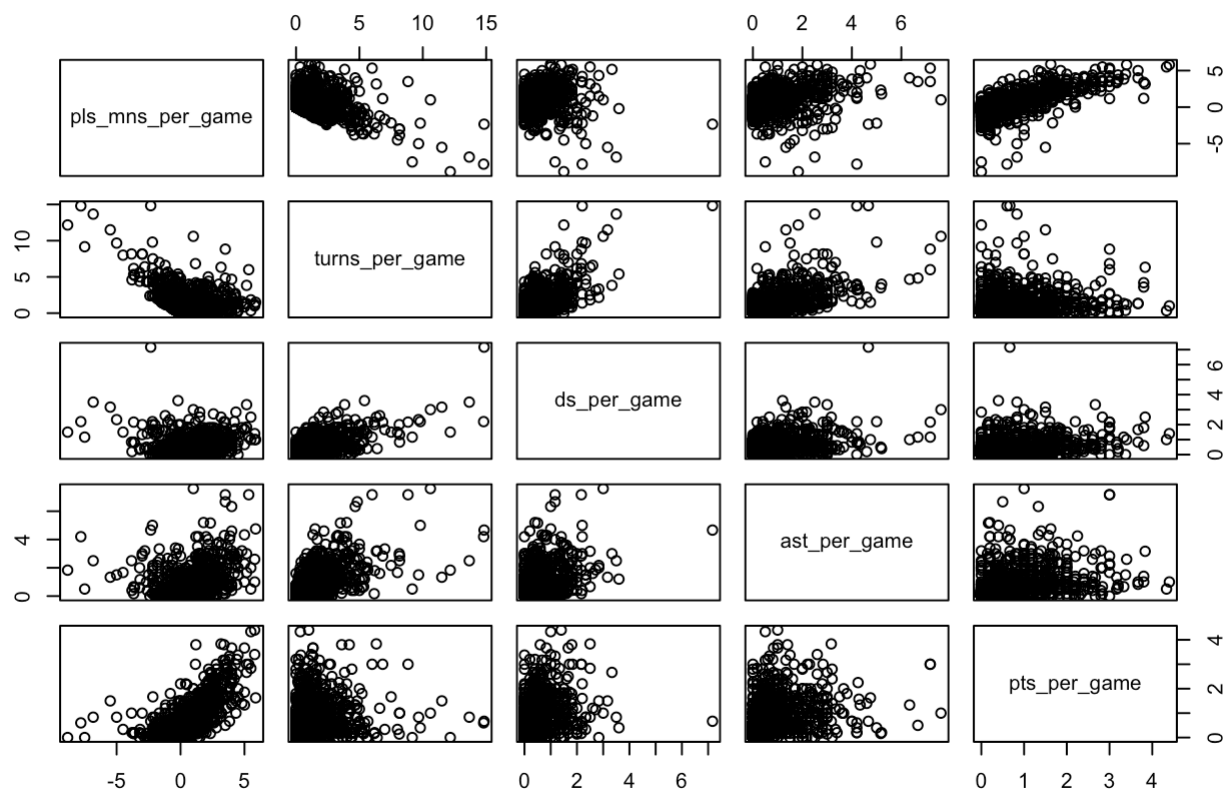 0 5 10 15 0 2 4 6
pls_mns_per_game -5 0 5
0 5 10 turns_per_game
ds_per_game 0 2 4 6
0 4 ast_per_game
pts_per_game 0 2 4
-5 0 5 0 2 4 6 0 1 2 3 4